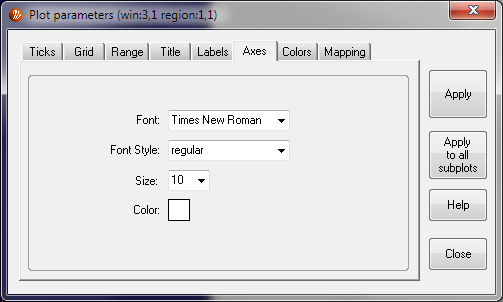 Plot parameters (win:3,1 region:1,1)
Ticks Grid Range Title Labels Axes Colors Mapping
Font: Times New Roman
Font Style: regular
Size: 10
Color:
Apply
Apply
to all
subplots
Help
Close